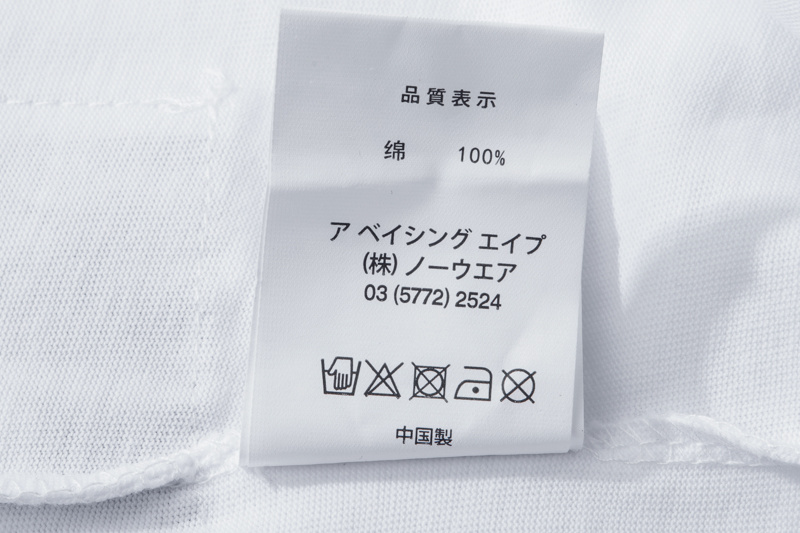 品質表示
绵 100%
ア ベイシング エイプ
(株) ノーウエア
03 (5772) 2524
中国製